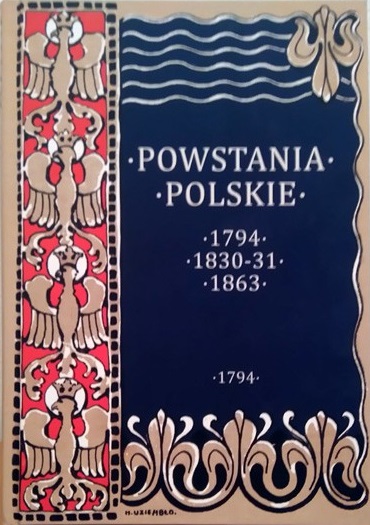 ·POWSTANIA·
·POLSKIE·
·1794·
·1830-31·
·1863·
·1794·
H. UZIEMBŁO.